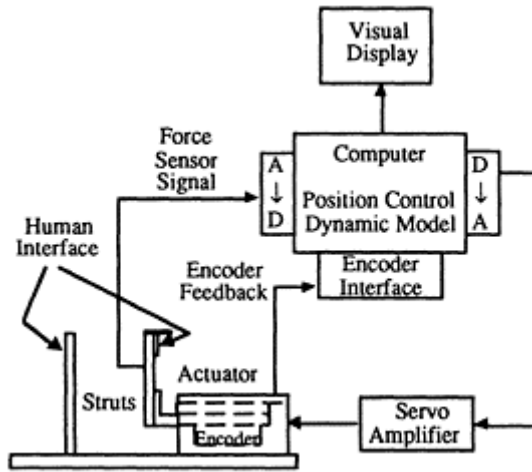 Visual
Display
Force
Sensor
Signal
A
↓
D
Computer
Position Control
Dynamic Model
D
↓
A
Human
Interface
Encoder
Feedback
Encoder
Interface
Actuator
Struts
Encoder
Servo
Amplifier